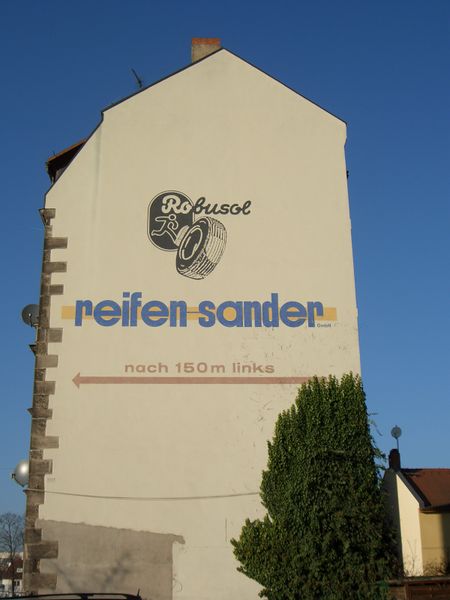 Robusol
reifen-sander
GmbH
nach 150m links